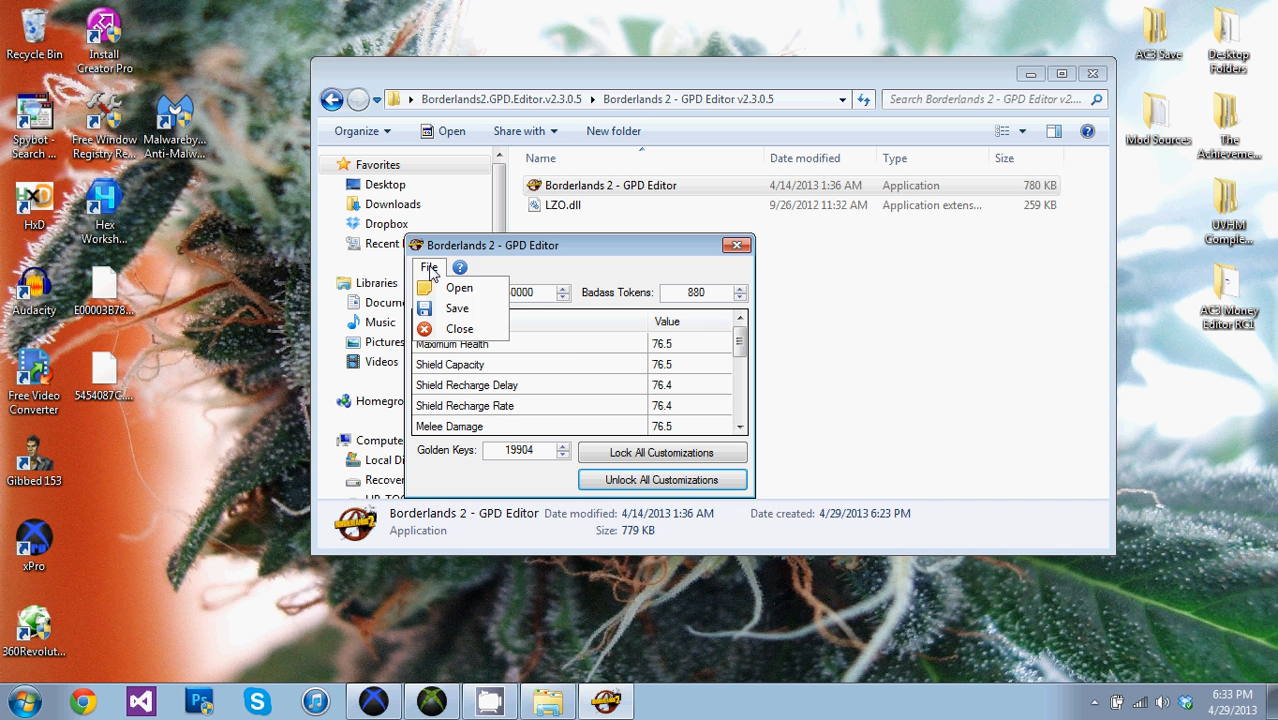 Recycle Bin
Install
Creator Pro
Spybot -
Search ...
Free Window
Registry Re...
Malwareby...
Anti-Malw...
HxD
Hex
Worksh...
Audacity
E00003B78...
Free Video
Converter
5454087C...
Gibbed 153
xPro
360Revolut...
AC3 Save
Desktop
Folders
Mod Sources
The
Achieveme...
UVHM
Comple...
AC3 Money
Editor RC1
Borderlands.2.GPD.Editor.v2.3.0.5
Borderlands 2 - GPD Editor v2.3.0.5
Search Borderlands 2 - GPD Editor v2....
Organize
Open
Share with
New folder
Favorites
Desktop
Downloads
Dropbox
Recent
Libraries
Docum
Music
Pictures
Videos
Homegro
Compute
Local Di
Recover
Name
Date modified
Type
Size
Borderlands 2 - GPD Editor
4/14/2013 1:36 AM
Application
780 KB
LZO.dll
9/26/2012 11:32 AM
Application extens...
259 KB
Borderlands 2 - GPD Editor
File
Open
Save
Close
0000
Badass Tokens:
880
Value
Maximum Health
76.5
Shield Capacity
76.5
Shield Recharge Delay
76.4
Shield Recharge Rate
76.4
Melee Damage
76.5
Golden Keys:
19904
Lock All Customizations
Unlock All Customizations
Borderlands 2 - GPD Editor
Date modified: 4/14/2013 1:36 AM
Date created: 4/29/2013 6:23 PM
Application
Size: 779 KB
6:33 PM
4/29/2013